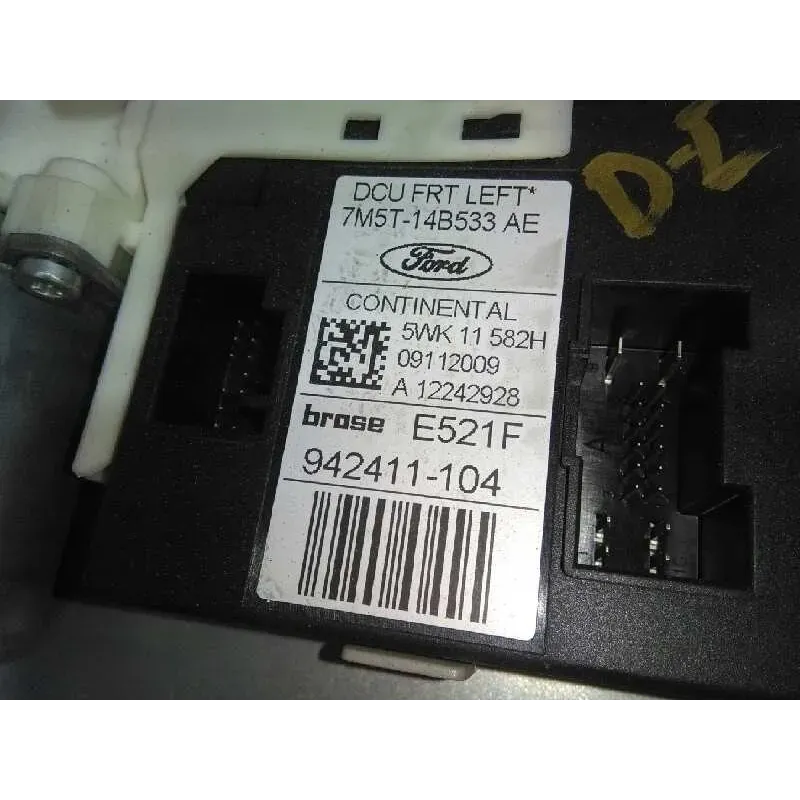 DCU FRT LEFT*
7M5T-14B533 AE
Ford
CONTINENTAL
5WK 11 582H
09112009
A 12242928
brose E521F
942411-104
D-I